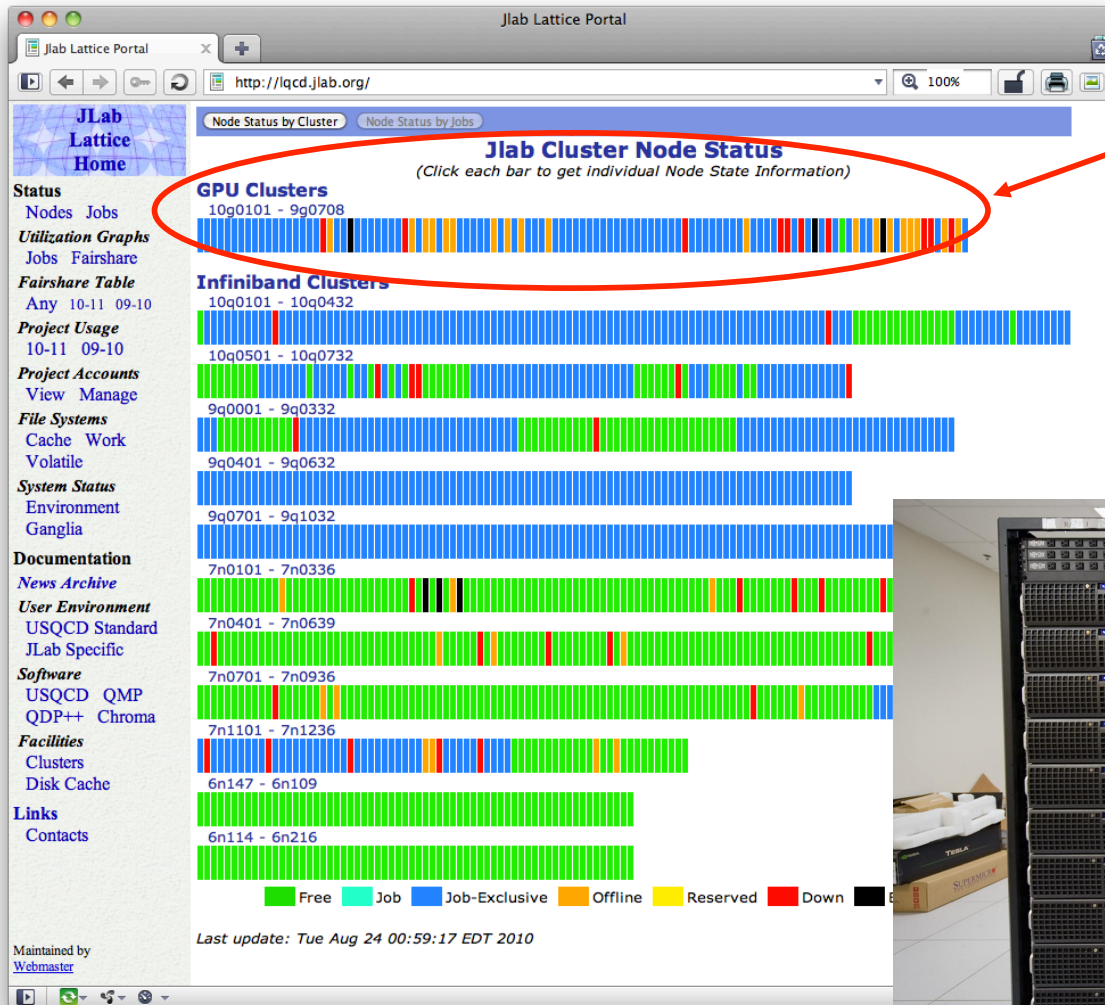 Jlab Lattice Portal
Jlab Lattice Portal
http://lqcd.jlab.org/
100%
JLab
Lattice
Home
Status
Nodes Jobs
Utilization Graphs
Jobs Fairshare
Fairshare Table
Any 10-11 09-10
Project Usage
10-11 09-10
Project Accounts
View Manage
File Systems
Cache Work
Volatile
System Status
Environment
Ganglia
Documentation
News Archive
User Environment
USQCD Standard
JLab Specific
Software
USQCD QMP
QDP++ Chroma
Facilities
Clusters
Disk Cache
Links
Contacts
Maintained by
Webmaster
Node Status by Cluster Node Status by Jobs
Jlab Cluster Node Status
(Click each bar to get individual Node State Information)
GPU Clusters
10g0101 - 9g0708
Infiniband Clusters
10q0101 - 10q0432
10q0501 - 10q0732
9q0001 - 9q0332
9q0401 - 9q0632
9q0701 - 9q1032
7n0101 - 7n0336
7n0401 - 7n0639
7n0701 - 7n0936
7n1101 - 7n1236
6n147 - 6n109
6n114 - 6n216
Free Job Job-Exclusive Offline Reserved Down
Last update: Tue Aug 24 00:59:17 EDT 2010
TESLA
SUPERMICRO